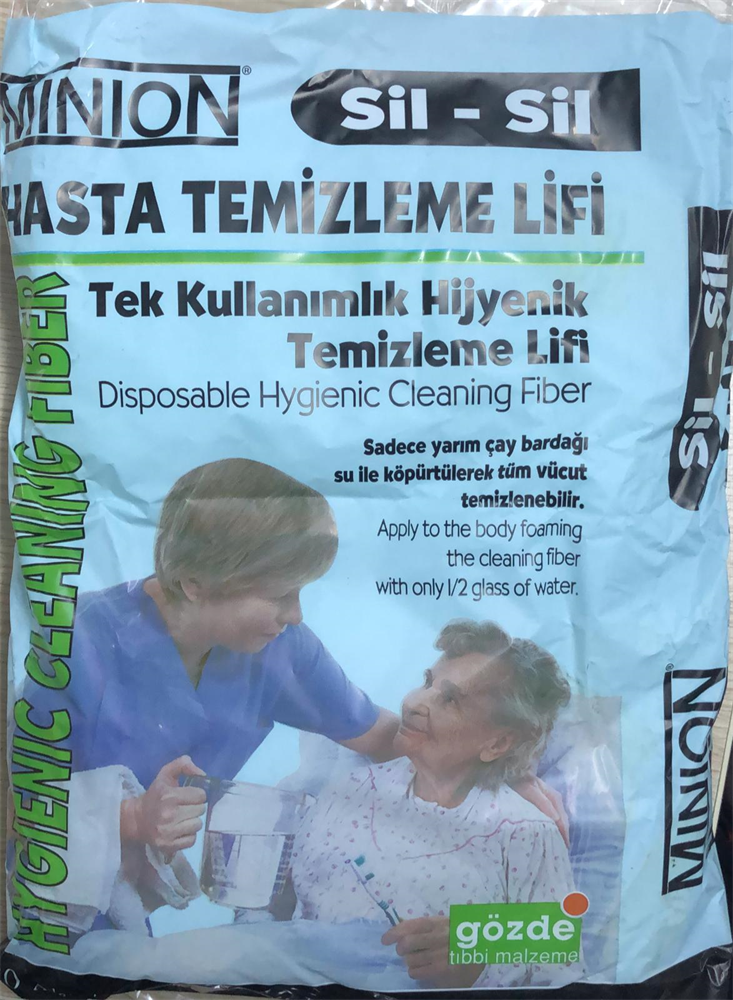 MINION®
Sil - Sil
HASTA TEMİZLEME LİFİ
Tek Kullanımlık Hijyenik
Temizleme Lifi
Disposable Hygienic Cleaning Fiber
Sadece yarım çay bardağı
su ile köpürtülerek tüm vücut
temizlenebilir.
Apply to the body foaming
the cleaning fiber
with only 1/2 glass of water.
HYGIENIC CLEANING FIBER
Sil - Sil
MINION
gözde
tıbbi malzeme